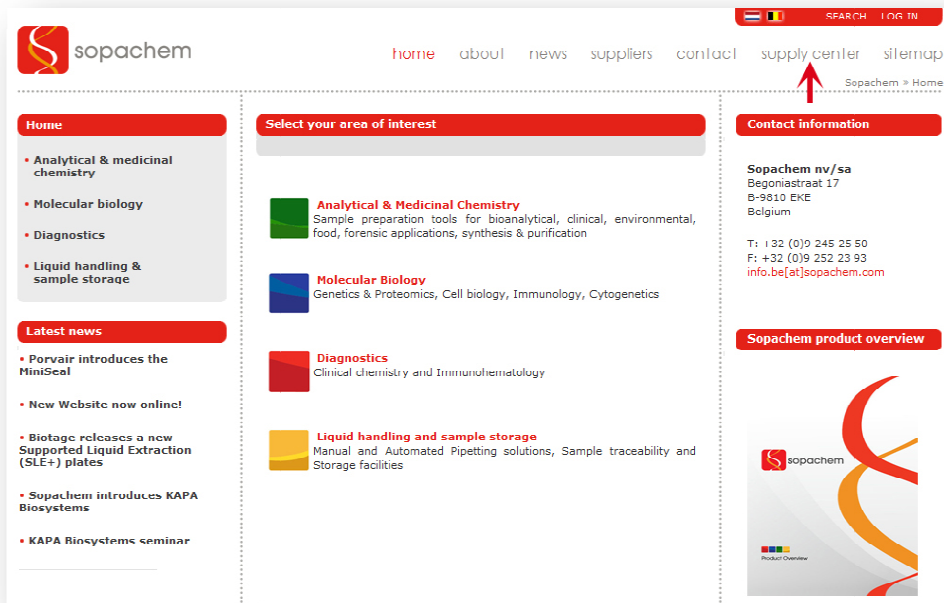 SEARCH LOG IN
sopachem
home about news suppliers contact supply center sitemap
Sopachem » Home
Home
• Analytical & medicinal
chemistry
• Molecular biology
• Diagnostics
• Liquid handling &
sample storage
Latest news
• Porvair introduces the
MiniSeal
• New Website now online!
• Biotage releases a new
Supported Liquid Extraction
(SLE+) plates
• Sopachem introduces KAPA
Biosystems
• KAPA Biosystems seminar
Select your area of interest
Analytical & Medicinal Chemistry
Sample preparation tools for bioanalytical, clinical, environmental,
food, forensic applications, synthesis & purification
Molecular Biology
Genetics & Proteomics, Cell biology, Immunology, Cytogenetics
Diagnostics
Clinical chemistry and Immunohematology
Liquid handling and sample storage
Manual and Automated Pipetting solutions, Sample traceability and
Storage facilities
Contact information
Sopachem nv/sa
Begoniastraat 17
B-9810 EKE
Belgium
T: +32 (0)9 245 25 50
F: +32 (0)9 252 23 93
info.be[at]sopachem.com
Sopachem product overview
sopachem
Product Overview